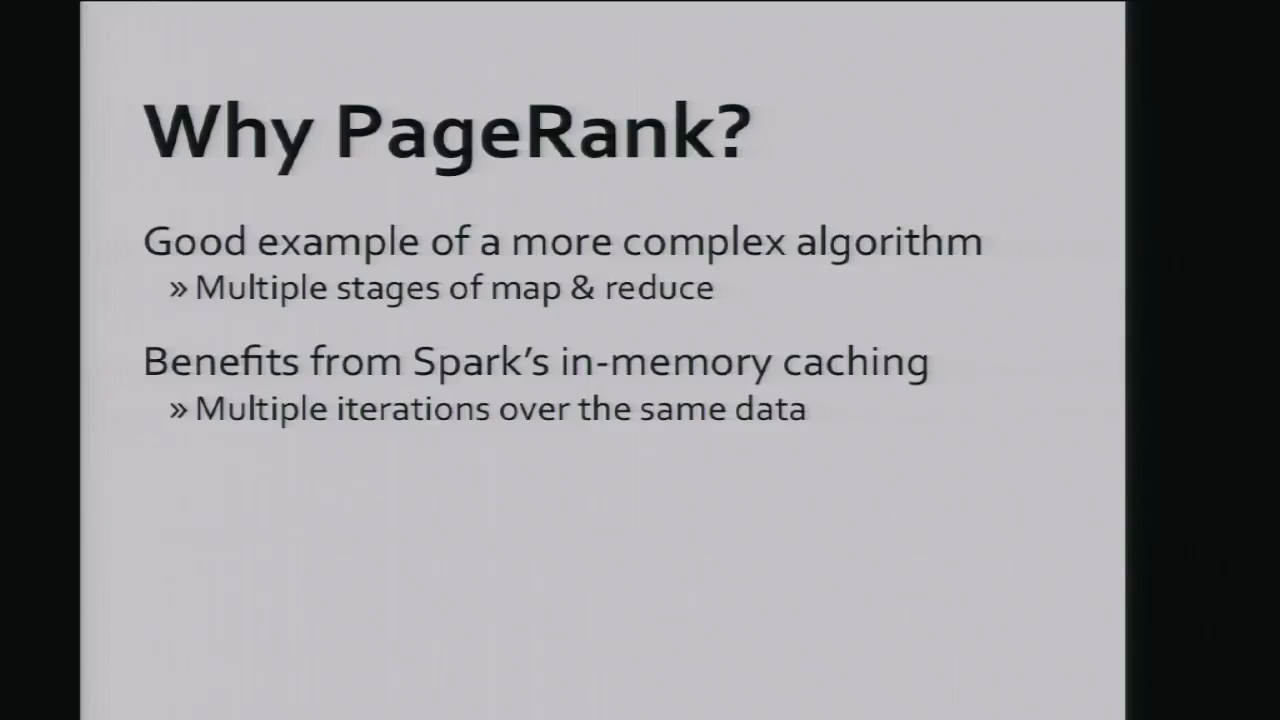 Why PageRank?
Good example of a more complex algorithm
» Multiple stages of map & reduce
Benefits from Spark’s in-memory caching
» Multiple iterations over the same data